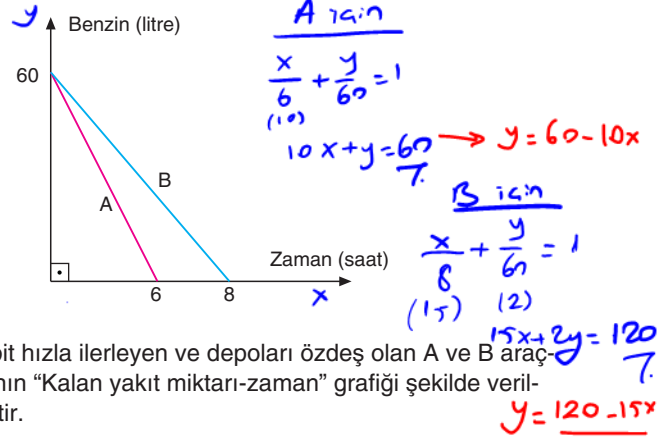 y
Benzin (litre)
60
A
B
Zaman (saat)
6
8
x
A için
x/6 + y/60 = 1
(10)
10x+y=60 → y=60-10x
B için
x/8 + y/60 = 1
(15) (2)
15x+2y=120
y=120-15x
bit hızla ilerleyen ve depoları özdeş olan A ve B araç-
nın “Kalan yakıt miktarı-zaman” grafiği şekilde veril-
tir.